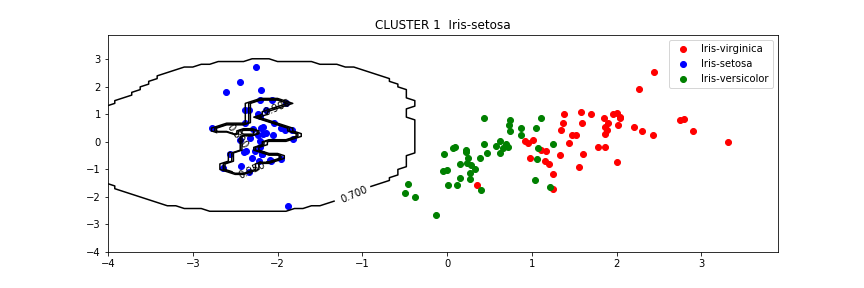 CLUSTER 1  Iris-setosa
Iris-virginica
Iris-setosa
Iris-versicolor
3
2
1
0
−1
−2
−3
−4
0.700
−4 −3 −2 −1 0 1 2 3